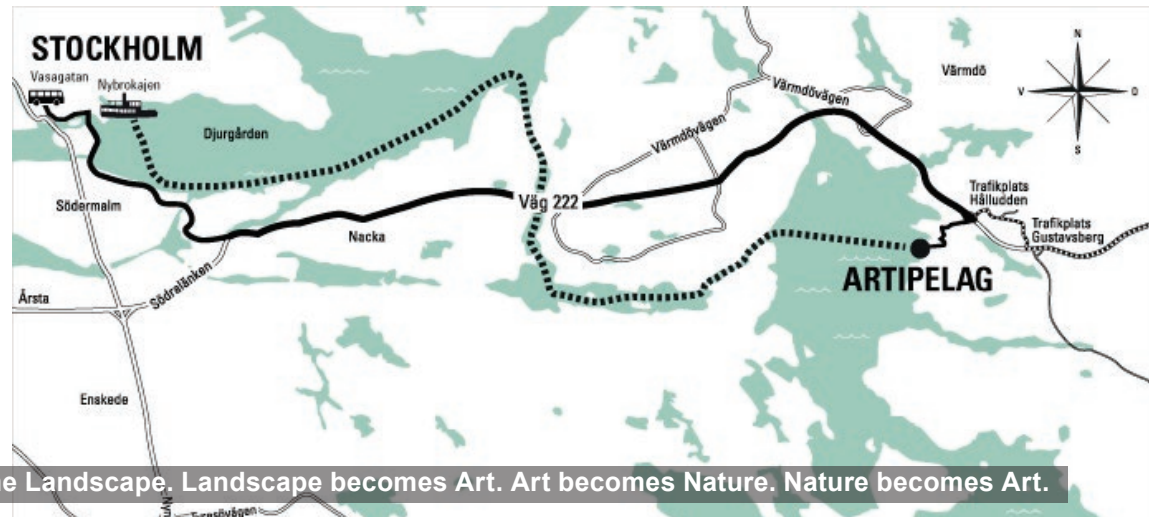 STOCKHOLM
Vasagatan
Nybrokajen
Djurgården
Södermalm
Årsta
Södralänken
Enskede
Nacka
Väg 222
Värmdövägen
Värmdövägen
Värmdö
N
V
O
S
Trafikplats
Hålludden
Trafikplats
Gustavsberg
ARTIPELAG
Landscape. Landscape becomes Art. Art becomes Nature. Nature becomes Art.